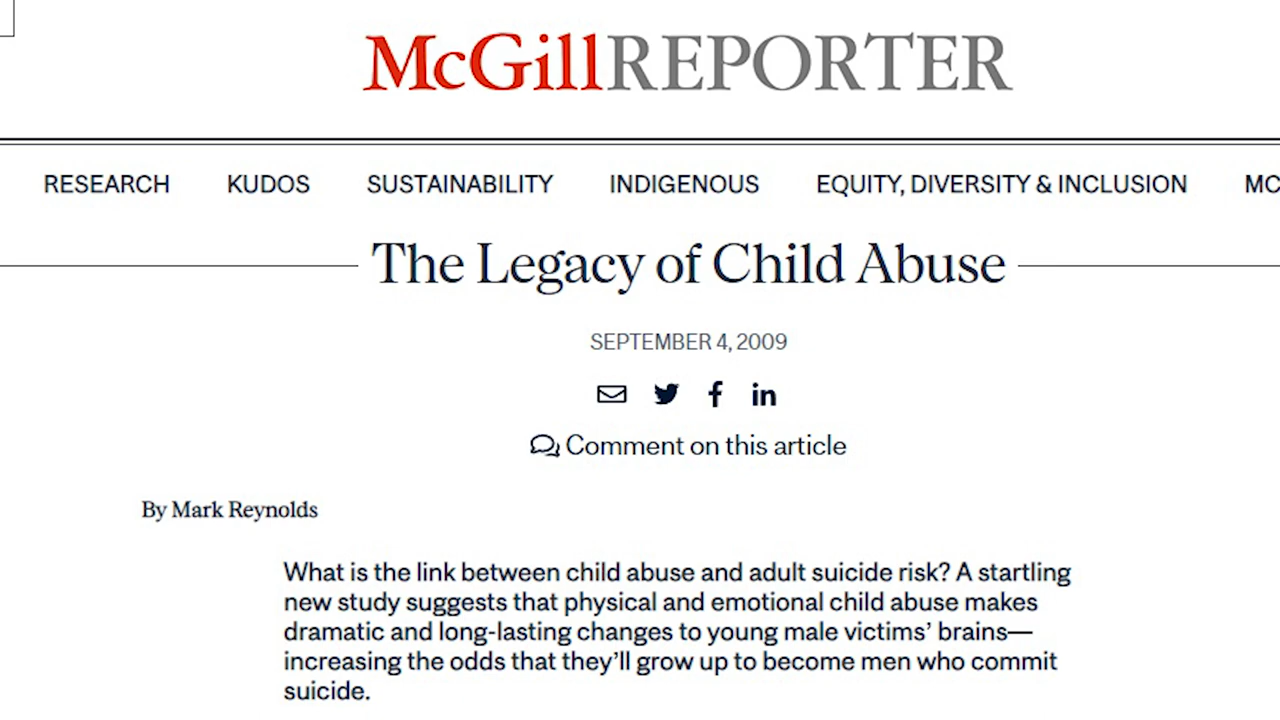 McGillREPORTER
RESEARCH KUDOS SUSTAINABILITY INDIGENOUS EQUITY, DIVERSITY & INCLUSION MC
The Legacy of Child Abuse
SEPTEMBER 4, 2009
Comment on this article
By Mark Reynolds
What is the link between child abuse and adult suicide risk? A startling
new study suggests that physical and emotional child abuse makes
dramatic and long-lasting changes to young male victims’ brains—
increasing the odds that they’ll grow up to become men who commit
suicide.